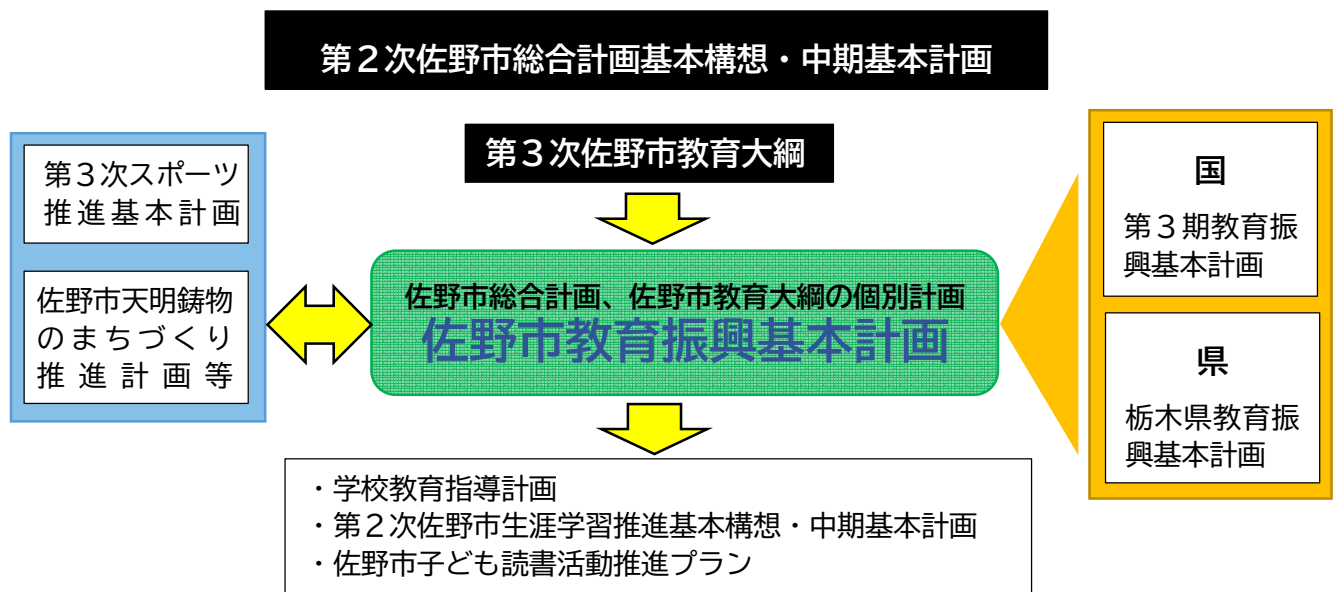 第２次佐野市総合計画基本構想・中期基本計画
第３次佐野市教育大綱
第３次スポーツ
推進基本計画
佐野市天明鋳物
のまちづくり
推進計画等
佐野市総合計画、佐野市教育大綱の個別計画
佐野市教育振興基本計画
国
第３期教育振
興基本計画
県
栃木県教育振
興基本計画
・学校教育指導計画
・第２次佐野市生涯学習推進基本構想・中期基本計画
・佐野市子ども読書活動推進プラン